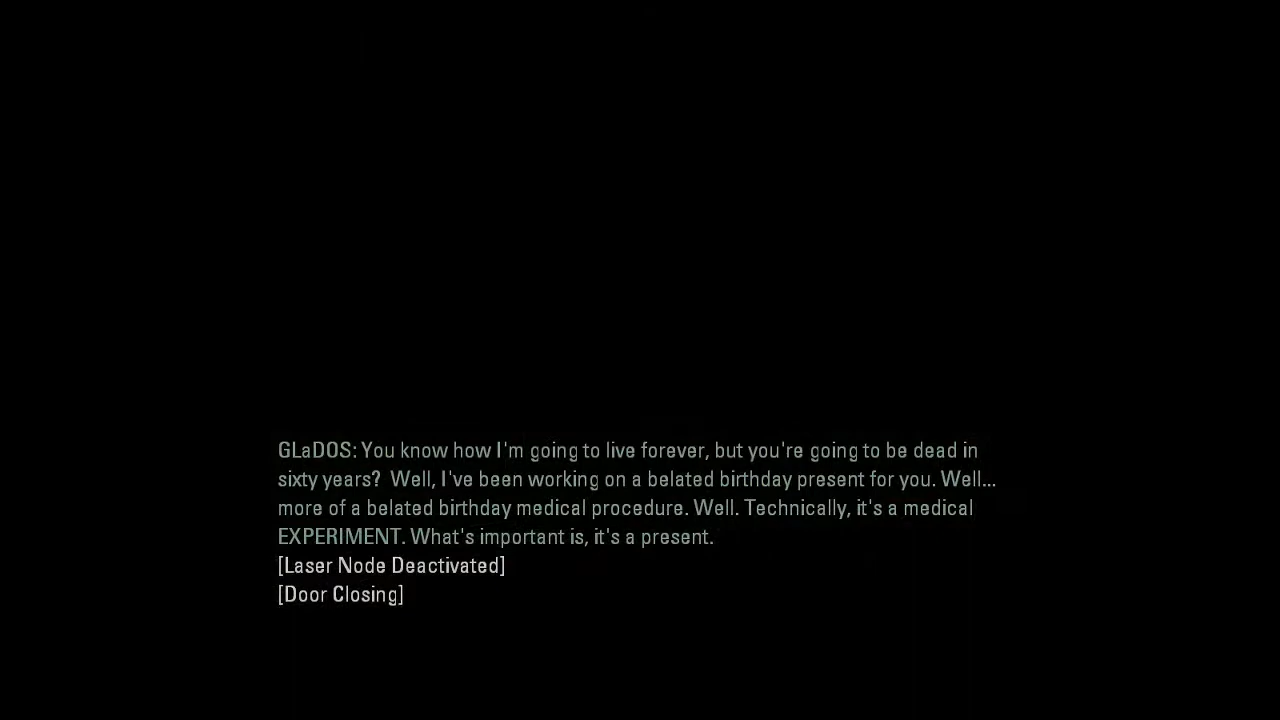 GLaDOS: You know how I'm going to live forever, but you're going to be dead in
sixty years?  Well, I've been working on a belated birthday present for you. Well...
more of a belated birthday medical procedure. Well. Technically, it's a medical
EXPERIMENT. What's important is, it's a present.
[Laser Node Deactivated]
[Door Closing]